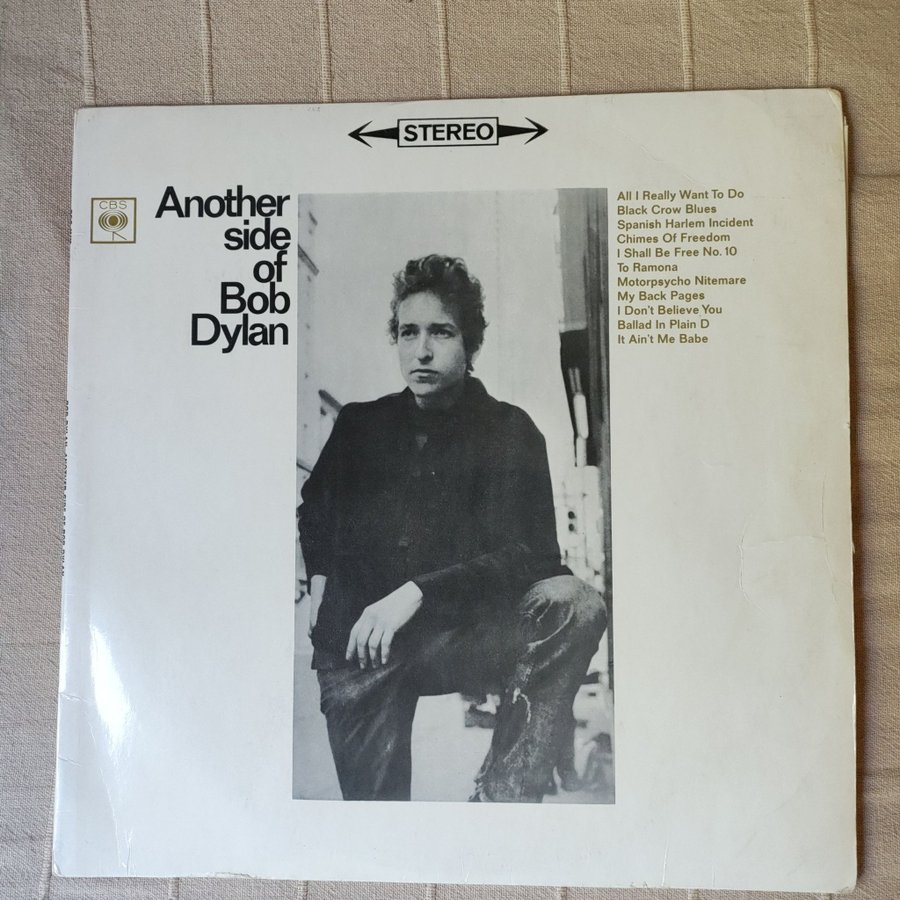 STEREO
CBS
Another
side
of
Bob
Dylan
All I Really Want To Do
Black Crow Blues
Spanish Harlem Incident
Chimes Of Freedom
I Shall Be Free No. 10
To Ramona
Motorpsycho Nitemare
My Back Pages
I Don't Believe You
Ballad In Plain D
It Ain't Me Babe